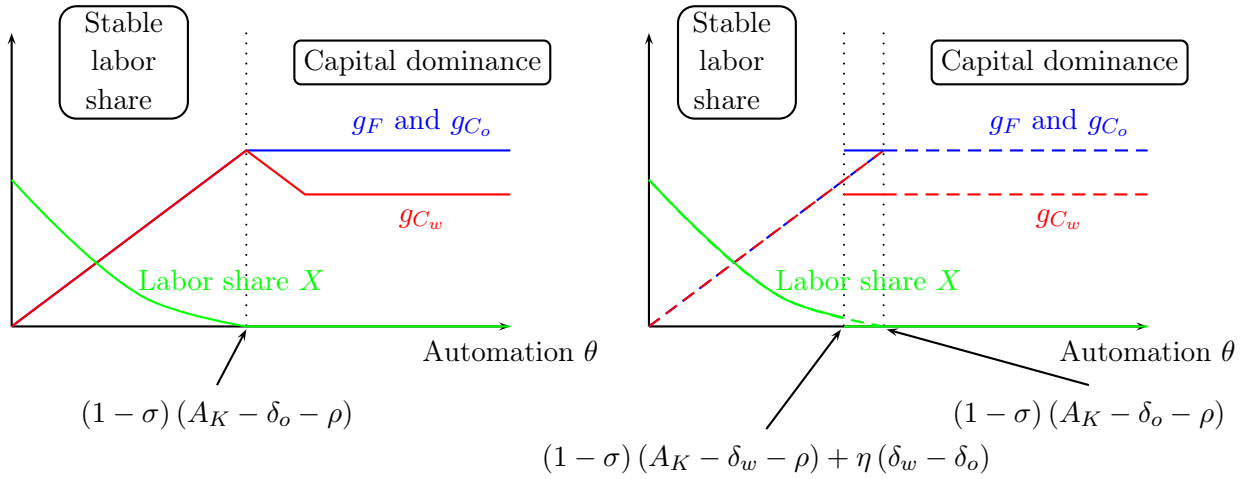 Stable
labor
share
Capital dominance
g_F and g_{C_o}
g_{C_w}
Labor share X
Automation θ
(1 − σ) (A_K − δ_o − ρ)
Stable
labor
share
Capital dominance
g_F and g_{C_o}
g_{C_w}
Labor share X
Automation θ
(1 − σ) (A_K − δ_o − ρ)
(1 − σ) (A_K − δ_w − ρ) + η (δ_w − δ_o)